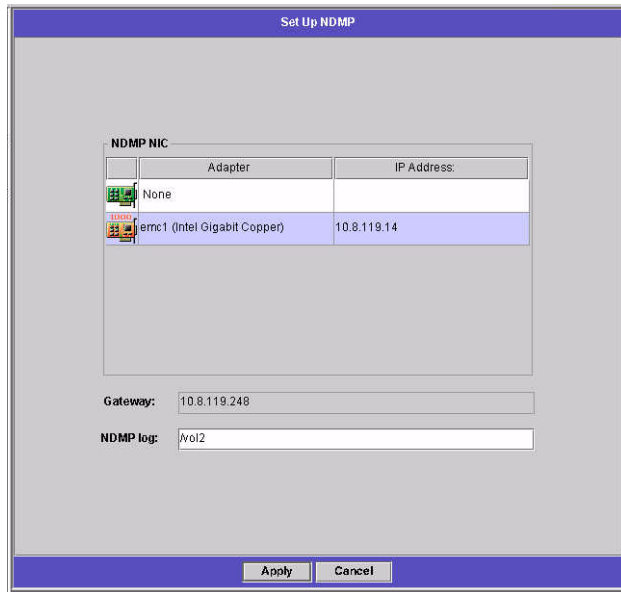 Set Up NDMP
NDMP NIC
Adapter IP Address:
None
1000
emc1 (Intel Gigabit Copper) 10.8.119.14
Gateway: 10.8.119.248
NDMP log: /vol2
Apply Cancel